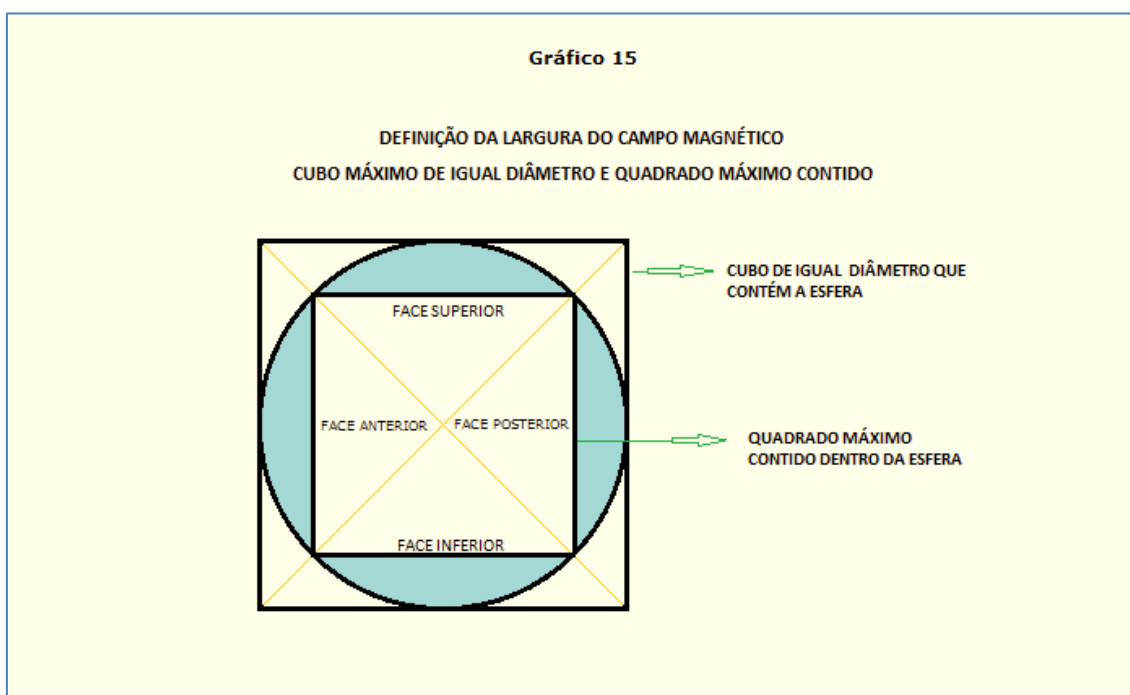 Gráfico 15
DEFINIÇÃO DA LARGURA DO CAMPO MAGNÉTICO
CUBO MÁXIMO DE IGUAL DIÂMETRO E QUADRADO MÁXIMO CONTIDO
CUBO DE IGUAL DIÂMETRO QUE
CONTÉM A ESFERA
FACE SUPERIOR
FACE ANTERIOR
FACE POSTERIOR
QUADRADO MÁXIMO
CONTIDO DENTRO DA ESFERA
FACE INFERIOR